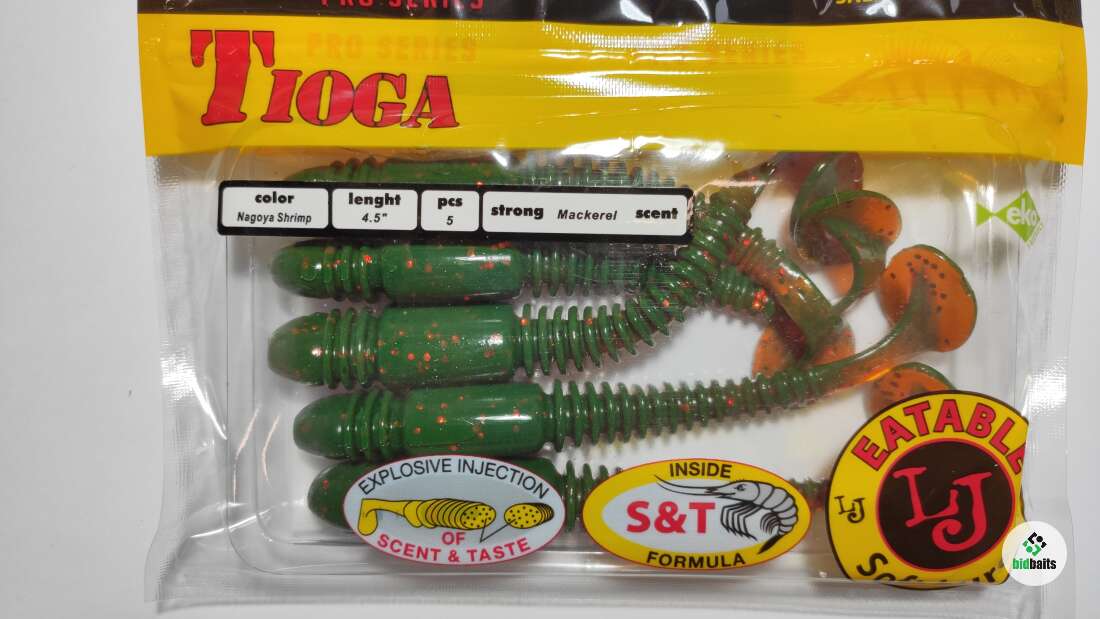 PRO SERIES
TIOGA
PRO SERIES
color
Nagoya Shrimp
lenght
4.5"
pcs
5
strong Mackerel scent
eko
EXPLOSIVE INJECTION
OF
SCENT & TASTE
INSIDE
S&T
FORMULA
EATABLE
LJ
LJ
bidbaits